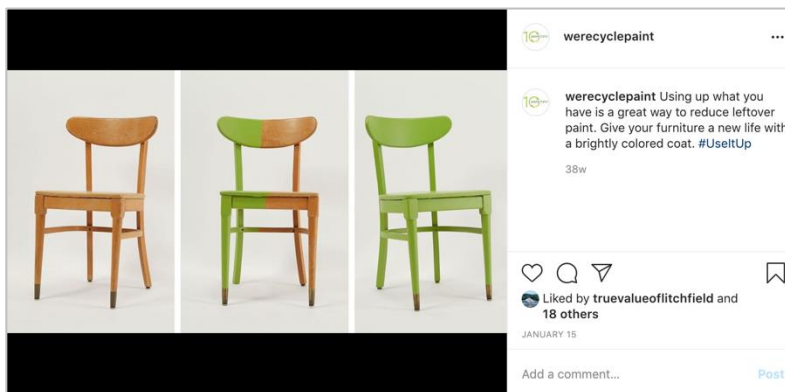 werecyclepaint
werecyclepaint Using up what you
have is a great way to reduce leftover
paint. Give your furniture a new life with
a brightly colored coat. #UseItUp
38w
Liked by truevalueoflitchfield and
18 others
JANUARY 15
Add a comment...
Post